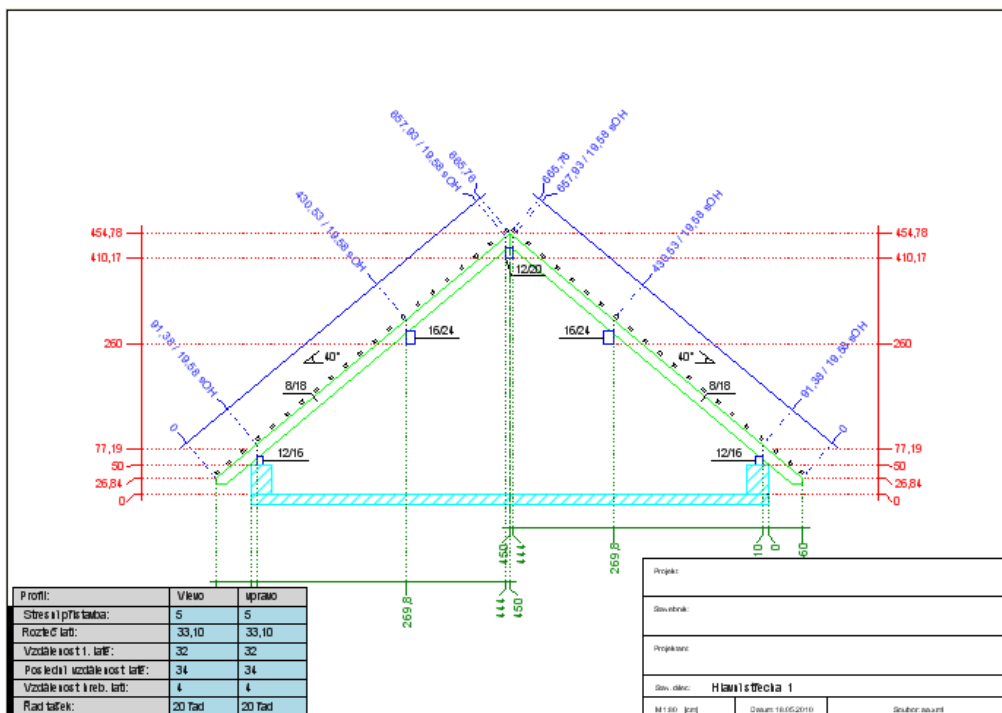 657,93 / 19,58 sOH
665,76
665,76
657,93 / 19,58 sOH
430,53 / 19,58 sOH
430,53 / 19,58 sOH
454,78
454,78
410,17
410,17
12/20
16/24
16/24
260
260
91,38 / 19,58 sOH
91,38 / 19,58 sOH
40°
40°
8/18
8/18
0
0
77,19
77,19
12/16
12/16
50
50
26,84
26,84
0
0
450
444
269,8
10
0
60
269,8
444
450
Profil: Vlevo vpravo
Střešní přístavba: 5 5
Rozteč latí: 33,10 33,10
Vzdálenost 1. latě: 32 32
Poslední vzdálenost latě: 34 34
Vzdálenost hřeb. latí: 4 4
Řad tašek: 20 řad 20 řad
Projekt:
Stavebník:
Projektant:
Stav. dílec: Hlavní střecha 1
M 1:80 [cm] Datum: 18.05.2010